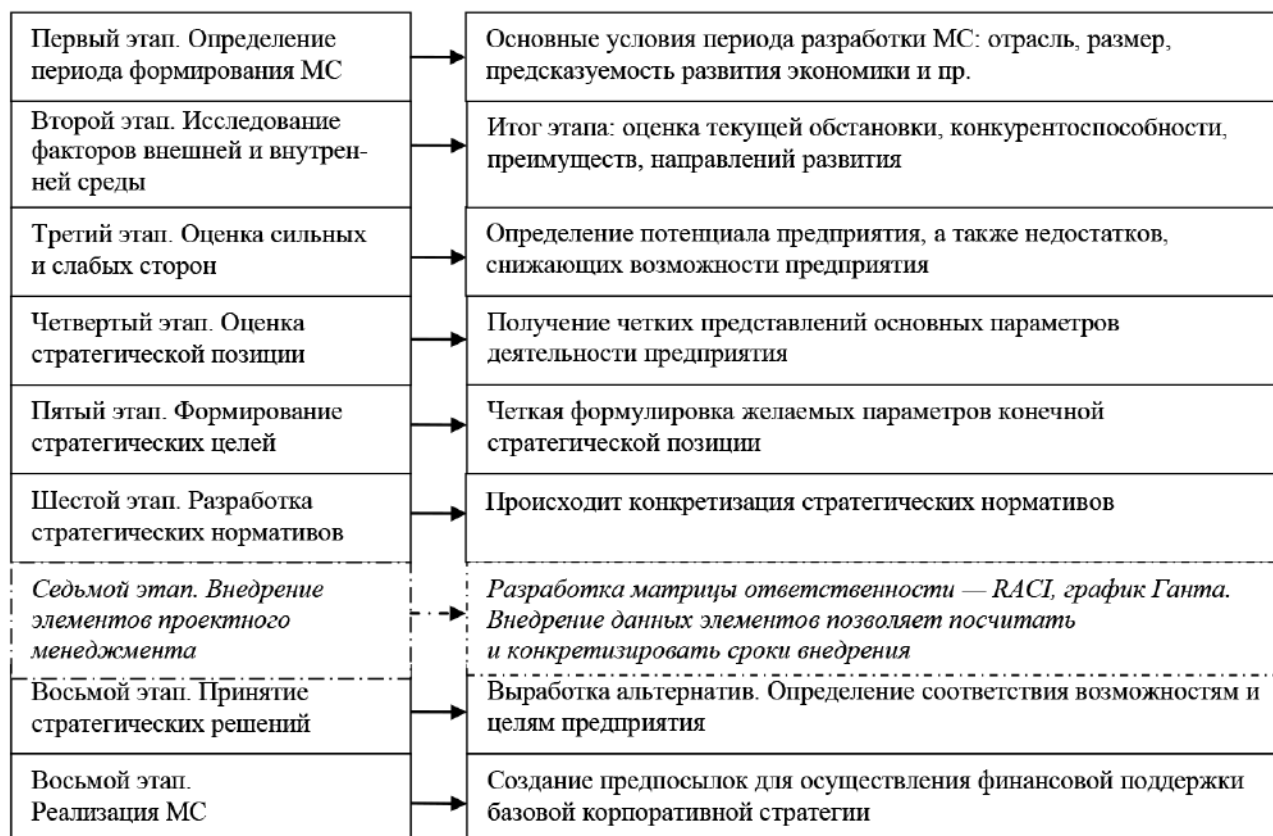 Первый этап. Определение
периода формирования МС
Основные условия периода разработки МС: отрасль, размер,
предсказуемость развития экономики и пр.
Второй этап. Исследование
факторов внешней и внутрен-
ней среды
Итог этапа: оценка текущей обстановки, конкурентоспособности,
преимуществ, направлений развития
Третий этап. Оценка сильных
и слабых сторон
Определение потенциала предприятия, а также недостатков,
снижающих возможности предприятия
Четвертый этап. Оценка
стратегической позиции
Получение четких представлений основных параметров
деятельности предприятия
Пятый этап. Формирование
стратегических целей
Четкая формулировка желаемых параметров конечной
стратегической позиции
Шестой этап. Разработка
стратегических нормативов
Происходит конкретизация стратегических нормативов
Седьмой этап. Внедрение
элементов проектного
менеджмента
Разработка матрицы ответственности — RACI, график Ганта.
Внедрение данных элементов позволяет посчитать
и конкретизировать сроки внедрения
Восьмой этап. Принятие
стратегических решений
Выработка альтернатив. Определение соответствия возможностям и
целям предприятия
Восьмой этап.
Реализация МС
Создание предпосылок для осуществления финансовой поддержки
базовой корпоративной стратегии